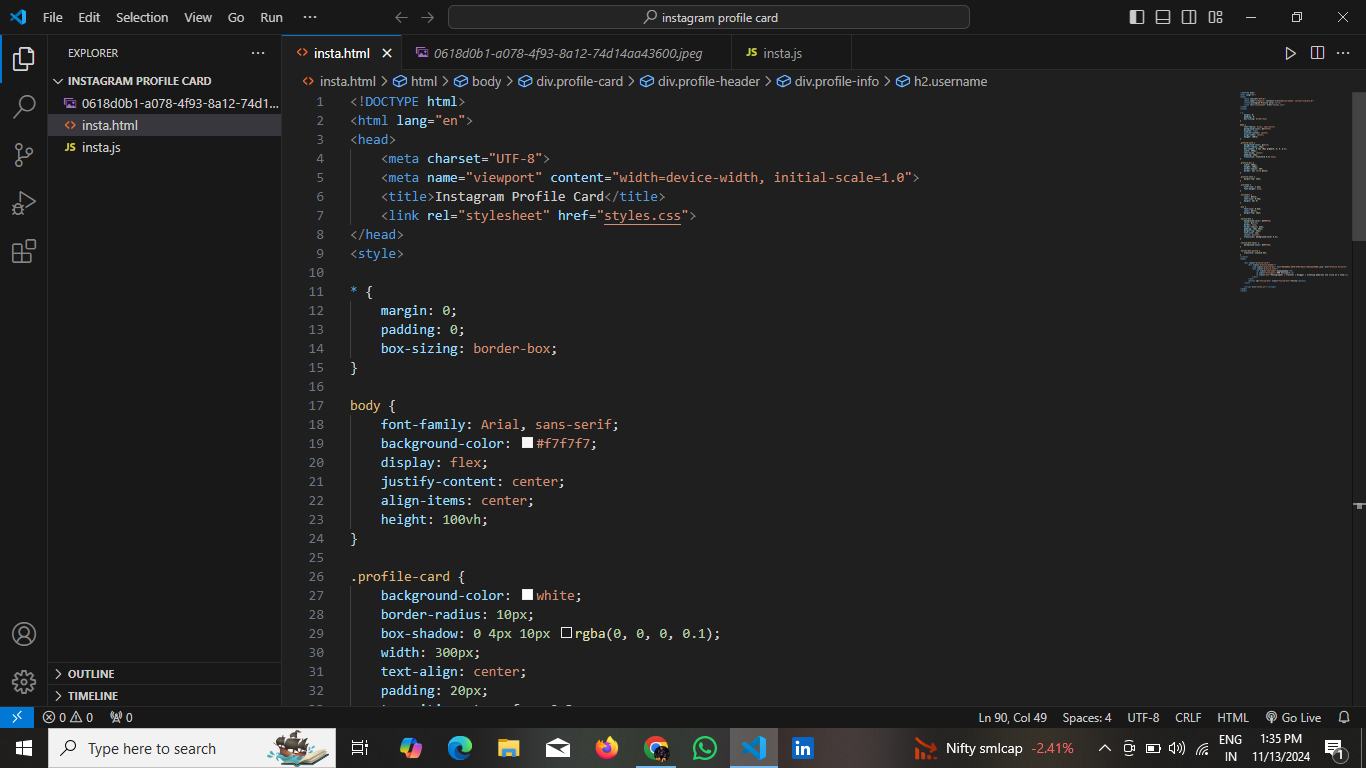 File Edit Selection View Go Run ···
instagram profile card
EXPLORER ···
INSTAGRAM PROFILE CARD
0618d0b1-a078-4f93-8a12-74d1...
insta.html
JS insta.js
OUTLINE
TIMELINE
insta.html
0618d0b1-a078-4f93-8a12-74d14aa43600.jpeg
JS insta.js
insta.html > html > body > div.profile-card > div.profile-header > div.profile-info > h2.username
1 <!DOCTYPE html>
2 <html lang="en">
3 <head>
4 <meta charset="UTF-8">
5 <meta name="viewport" content="width=device-width, initial-scale=1.0">
6 <title>Instagram Profile Card</title>
7 <link rel="stylesheet" href="styles.css">
8 </head>
9 <style>
10
11 * {
12 margin: 0;
13 padding: 0;
14 box-sizing: border-box;
15 }
16
17 body {
18 font-family: Arial, sans-serif;
19 background-color: #f7f7f7;
20 display: flex;
21 justify-content: center;
22 align-items: center;
23 height: 100vh;
24 }
25
26 .profile-card {
27 background-color: white;
28 border-radius: 10px;
29 box-shadow: 0 4px 10px rgba(0, 0, 0, 0.1);
30 width: 300px;
31 text-align: center;
32 padding: 20px;
0 0 0
Ln 90, Col 49 Spaces: 4 UTF-8 CRLF HTML Go Live
Type here to search
Nifty smlcap -2.41%
ENG
IN
1:35 PM
11/13/2024
1